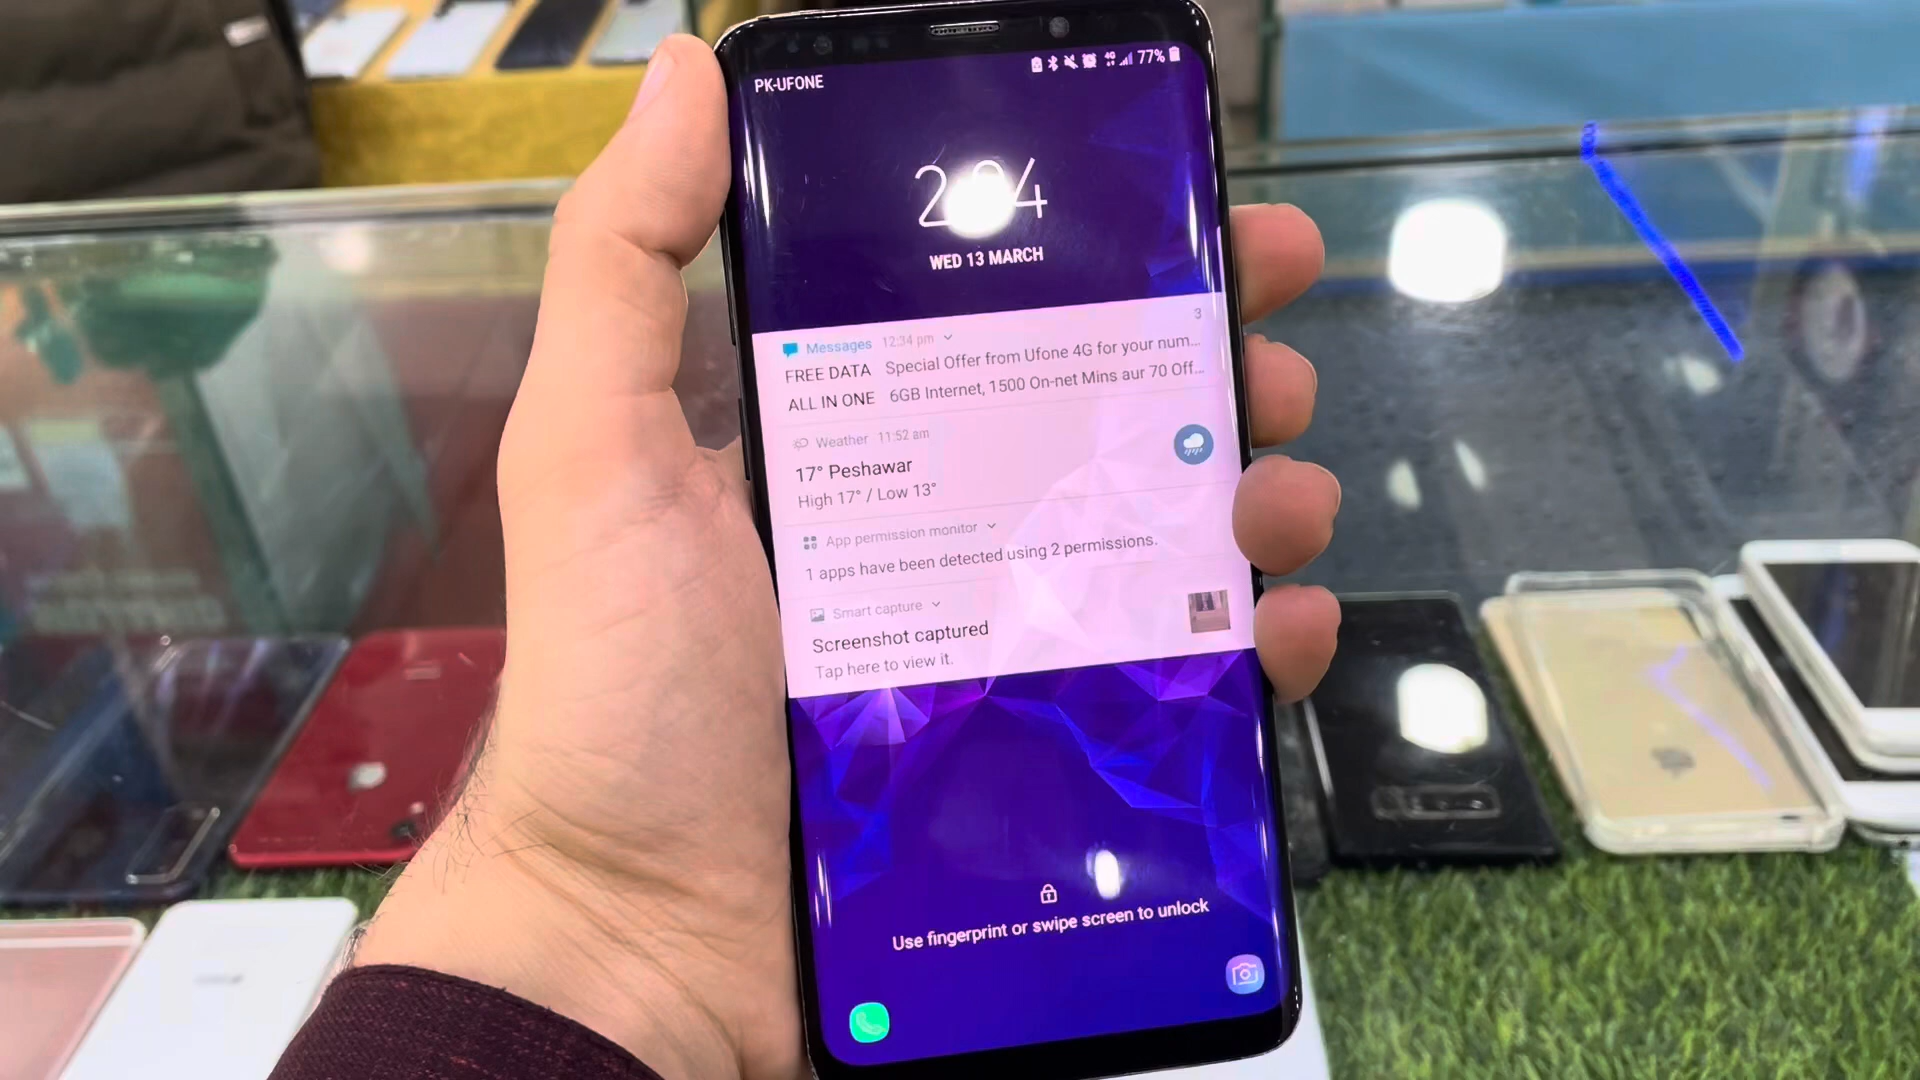 PK-UFONE
4G 77%
WED 13 MARCH
3
Messages 12:34 pm
FREE DATA Special Offer from Ufone 4G for your num...
ALL IN ONE 6GB Internet, 1500 On-net Mins aur 70 Off...
Weather 11:52 am
17° Peshawar
High 17° / Low 13°
App permission monitor
1 apps have been detected using 2 permissions.
Smart capture
Screenshot captured
Tap here to view it.
Use fingerprint or swipe screen to unlock